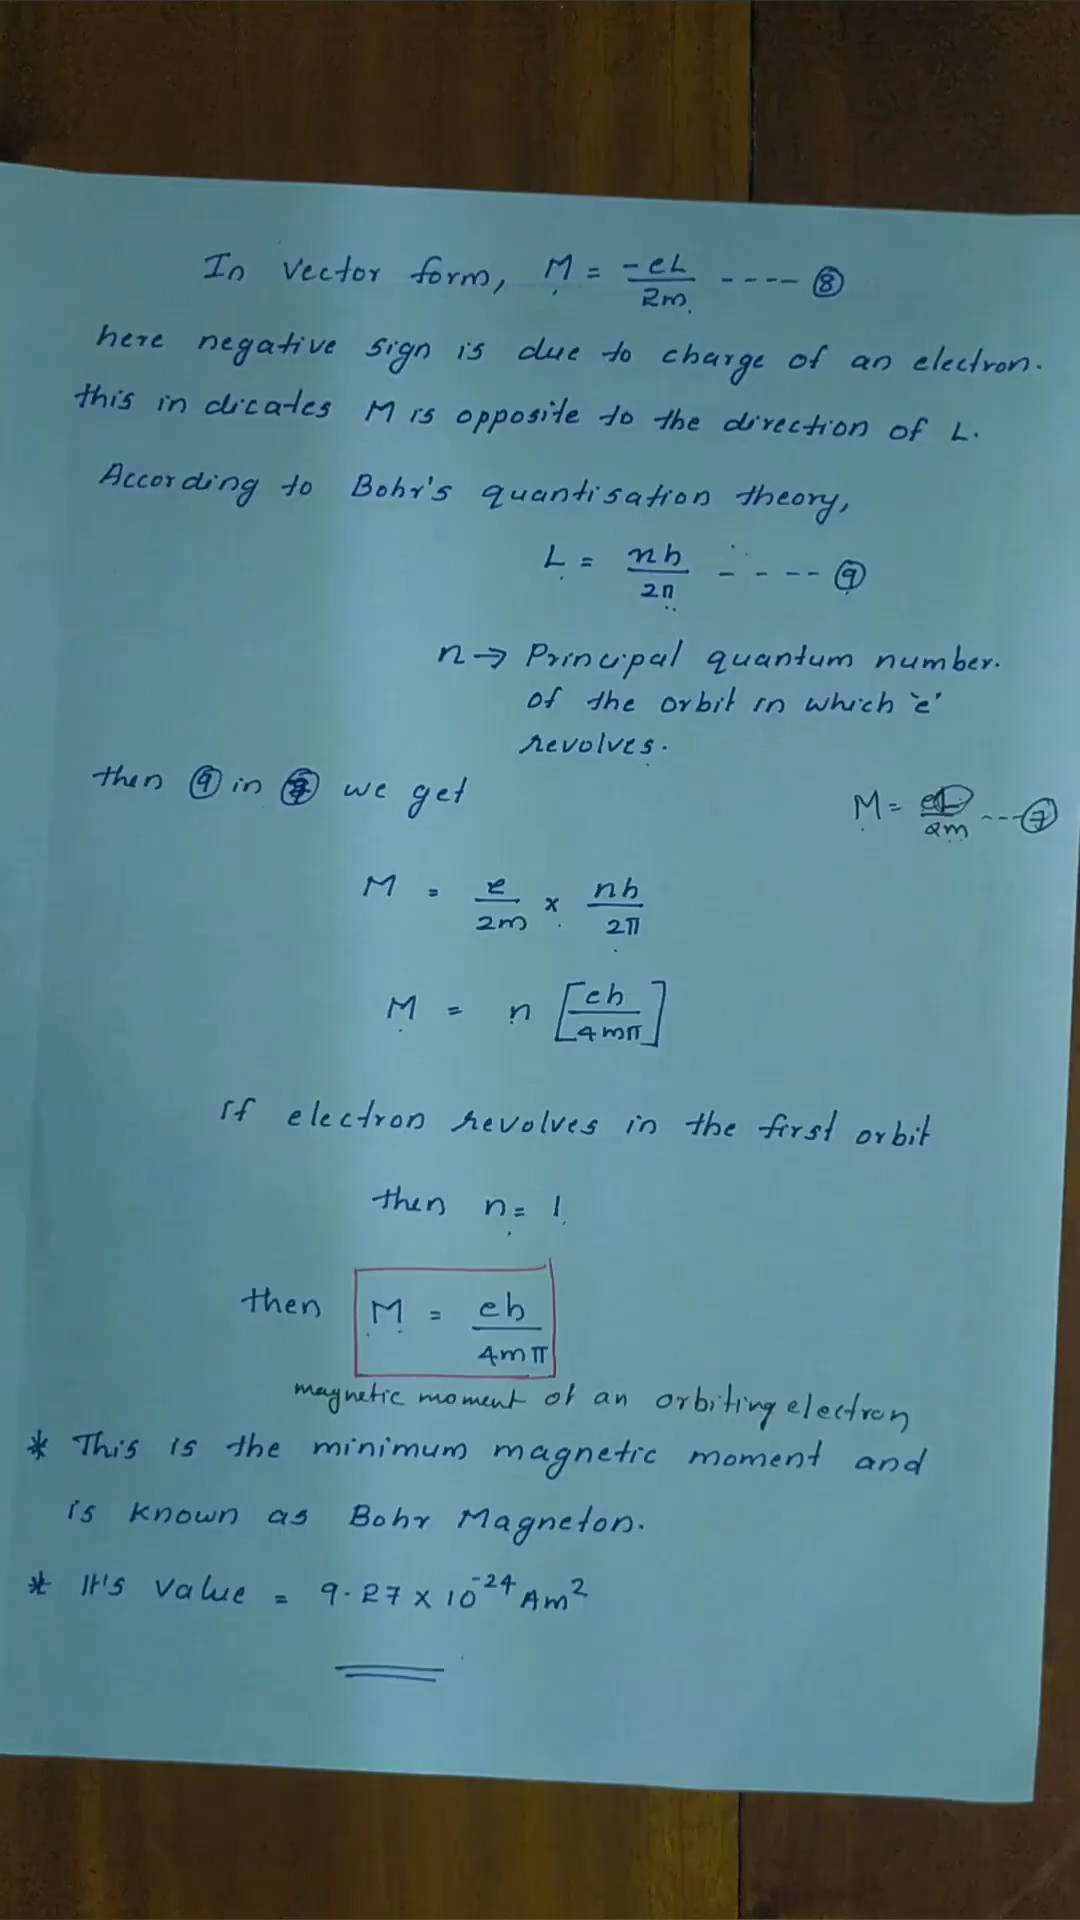 In vector form, M = -eL/2m ---- ⑧
here negative sign is due to charge of an electron.
this indicates M is opposite to the direction of L.
According to Bohr's quantisation theory,
L = nh/2π ---- ⑨
n → Principal quantum number.
of the orbit in which 'e'
revolves.
then ⑨ in ⑦ we get
M = eL/2m ---⑦
M = e/2m × nh/2π
M = n [eh/4mπ]
If electron revolves in the first orbit
then n = 1
then M = eh/4mπ
magnetic moment of an orbiting electron
* This is the minimum magnetic moment and
is known as Bohr Magneton.
* It's value = 9.27 × 10⁻²⁴ Am²